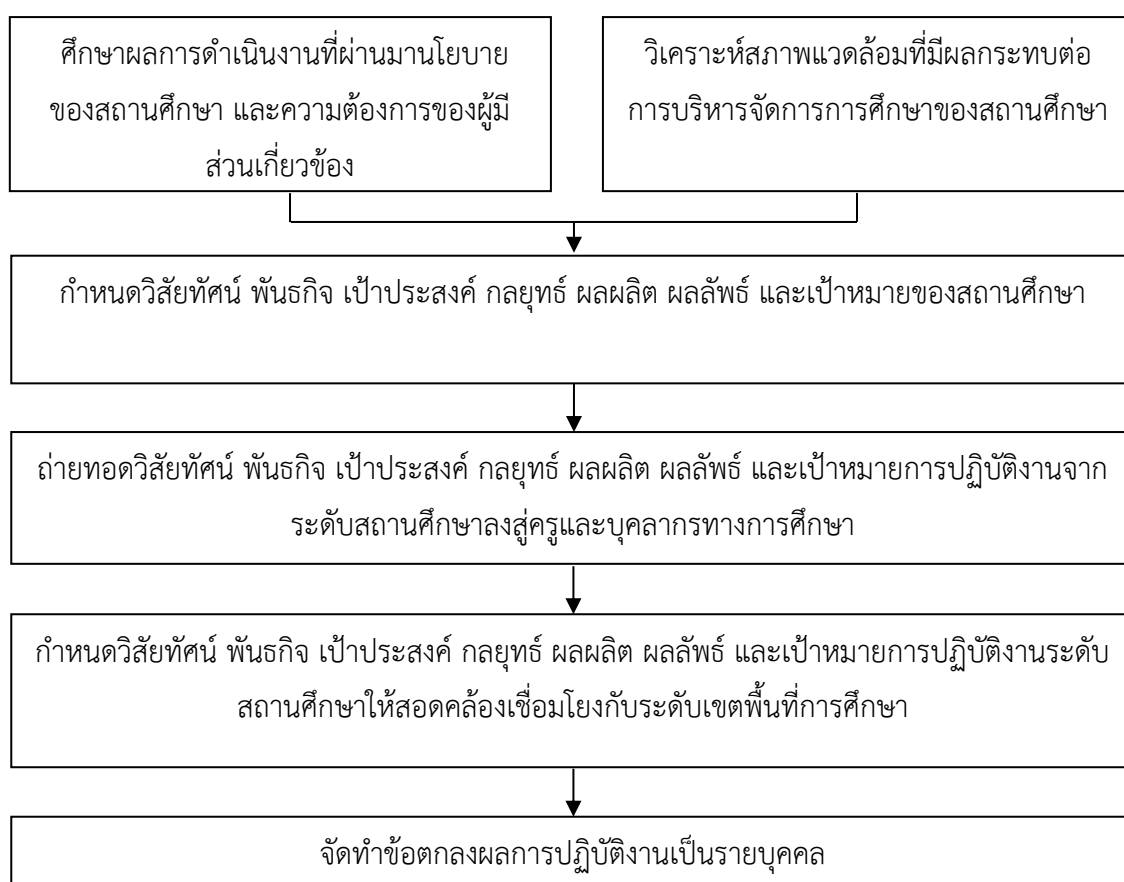 ศึกษาผลการดำเนินงานที่ผ่านมานโยบาย
ของสถานศึกษา และความต้องการของผู้มี
ส่วนเกี่ยวข้อง
วิเคราะห์สภาพแวดล้อมที่มีผลกระทบต่อ
การบริหารจัดการการศึกษาของสถานศึกษา
กำหนดวิสัยทัศน์ พันธกิจ เป้าประสงค์ กลยุทธ์ ผลผลิต ผลลัพธ์ และเป้าหมายของสถานศึกษา
ถ่ายทอดวิสัยทัศน์ พันธกิจ เป้าประสงค์ กลยุทธ์ ผลผลิต ผลลัพธ์ และเป้าหมายการปฏิบัติงานจาก
ระดับสถานศึกษาลงสู่ครูและบุคลากรทางการศึกษา
กำหนดวิสัยทัศน์ พันธกิจ เป้าประสงค์ กลยุทธ์ ผลผลิต ผลลัพธ์ และเป้าหมายการปฏิบัติงานระดับ
สถานศึกษาให้สอดคล้องเชื่อมโยงกับระดับเขตพื้นที่การศึกษา
จัดทำข้อตกลงผลการปฏิบัติงานเป็นรายบุคคล